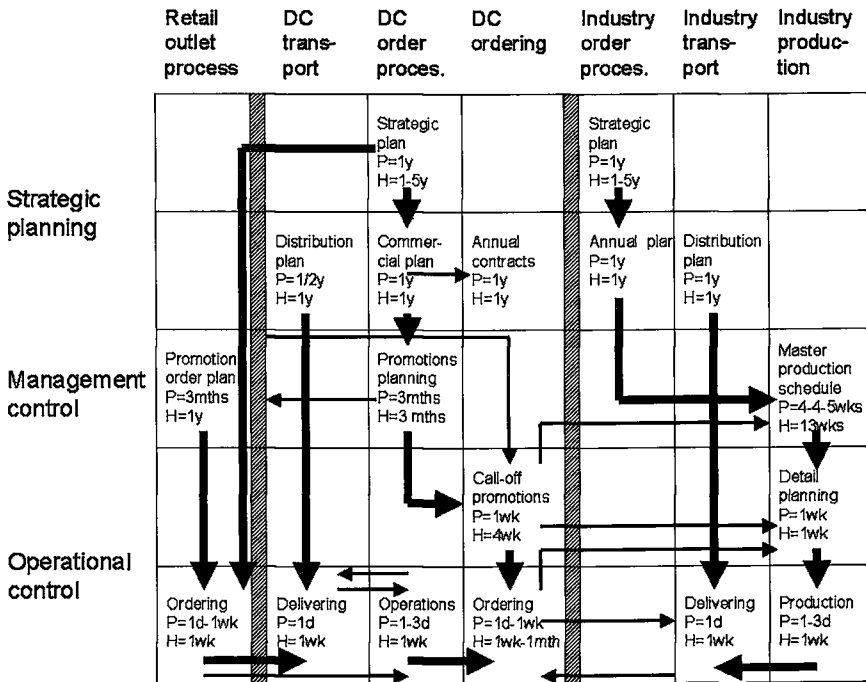 Retail
outlet
process
DC
trans-
port
DC
order
proces.
DC
ordering
Industry
order
proces.
Industry
trans-
port
Industry
produc-
tion
Strategic
planning
Strategic
plan
P=1y
H=1-5y
Strategic
plan
P=1y
H=1-5y
Distribution
plan
P=1/2y
H=1y
Commer-
cial plan
P=1y
H=1y
Annual
contracts
P=1y
H=1y
Annual plan
P=1y
H=1y
Distribution
plan
P=1y
H=1y
Management
control
Promotion
order plan
P=3mths
H=1y
Promotions
planning
P=3mths
H=3 mths
Master
production
schedule
P=4-4-5wks
H=13wks
Operational
control
Call-off
promotions
P=1wk
H=4wk
Detail
planning
P=1wk
H=1wk
Ordering
P=1d-1wk
H=1wk
Delivering
P=1d
H=1wk
Operations
P=1-3d
H=1wk
Ordering
P=1d-1wk
H=1wk-1mth
Delivering
P=1d
H=1wk
Production
P=1-3d
H=1wk